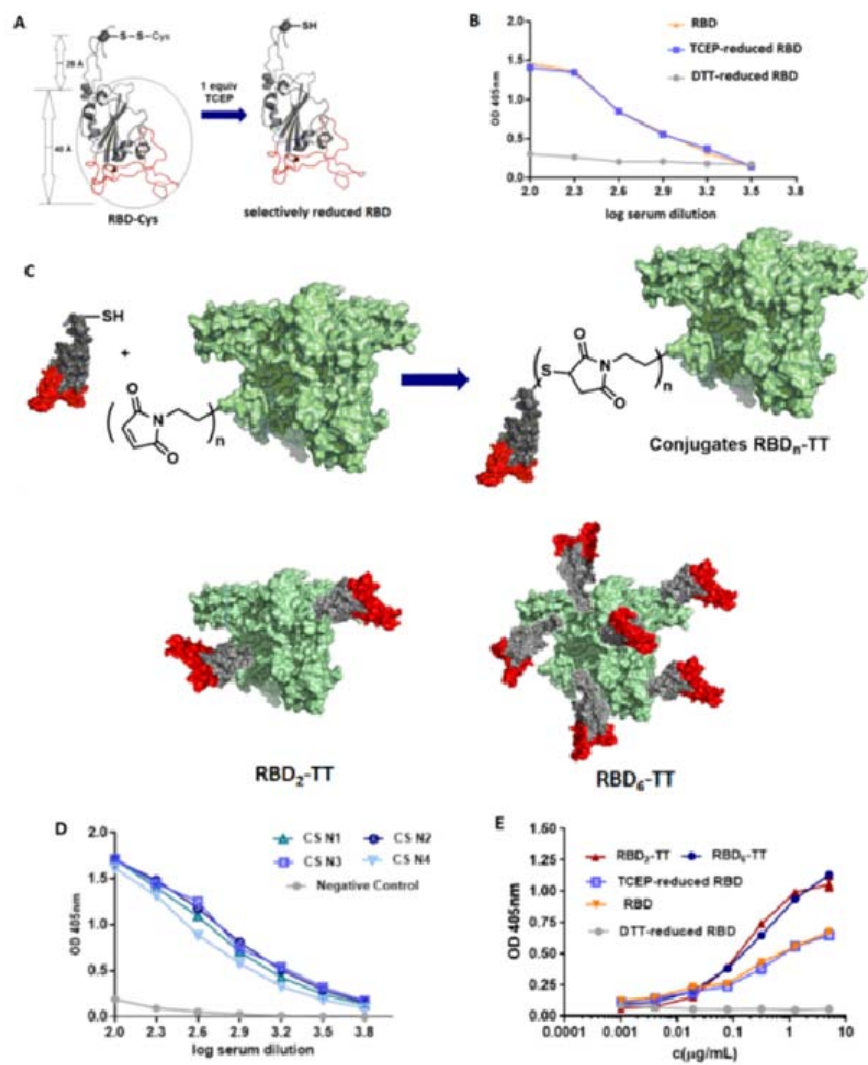 A
S-S-Cys
SH
28 Å
1 equiv
TCEP
RBD-Cys
selectively reduced RBD
B
RBD
TCEP-reduced RBD
DTT-reduced RBD
OD 405nm
2.0
1.5
1.0
0.5
0.0
2.0 2.3 2.6 2.9 3.2 3.5 3.8
log serum dilution
C
SH
+
O
N
O
n
O
S
N
O
n
Conjugates RBDn-TT
RBD2-TT
RBD6-TT
D
CS N1
CS N2
CS N3
CS N4
Negative Control
OD 405nm
2.0
1.5
1.0
0.5
0.0
2.0 2.3 2.6 2.9 3.2 3.5 3.8
log serum dilution
E
RBD2-TT
RBD6-TT
TCEP-reduced RBD
RBD
DTT-reduced RBD
OD 405nm
1.50
1.25
1.00
0.75
0.50
0.25
0.00
0.0001 0.001 0.01 0.1 1 10
c(µg/mL)